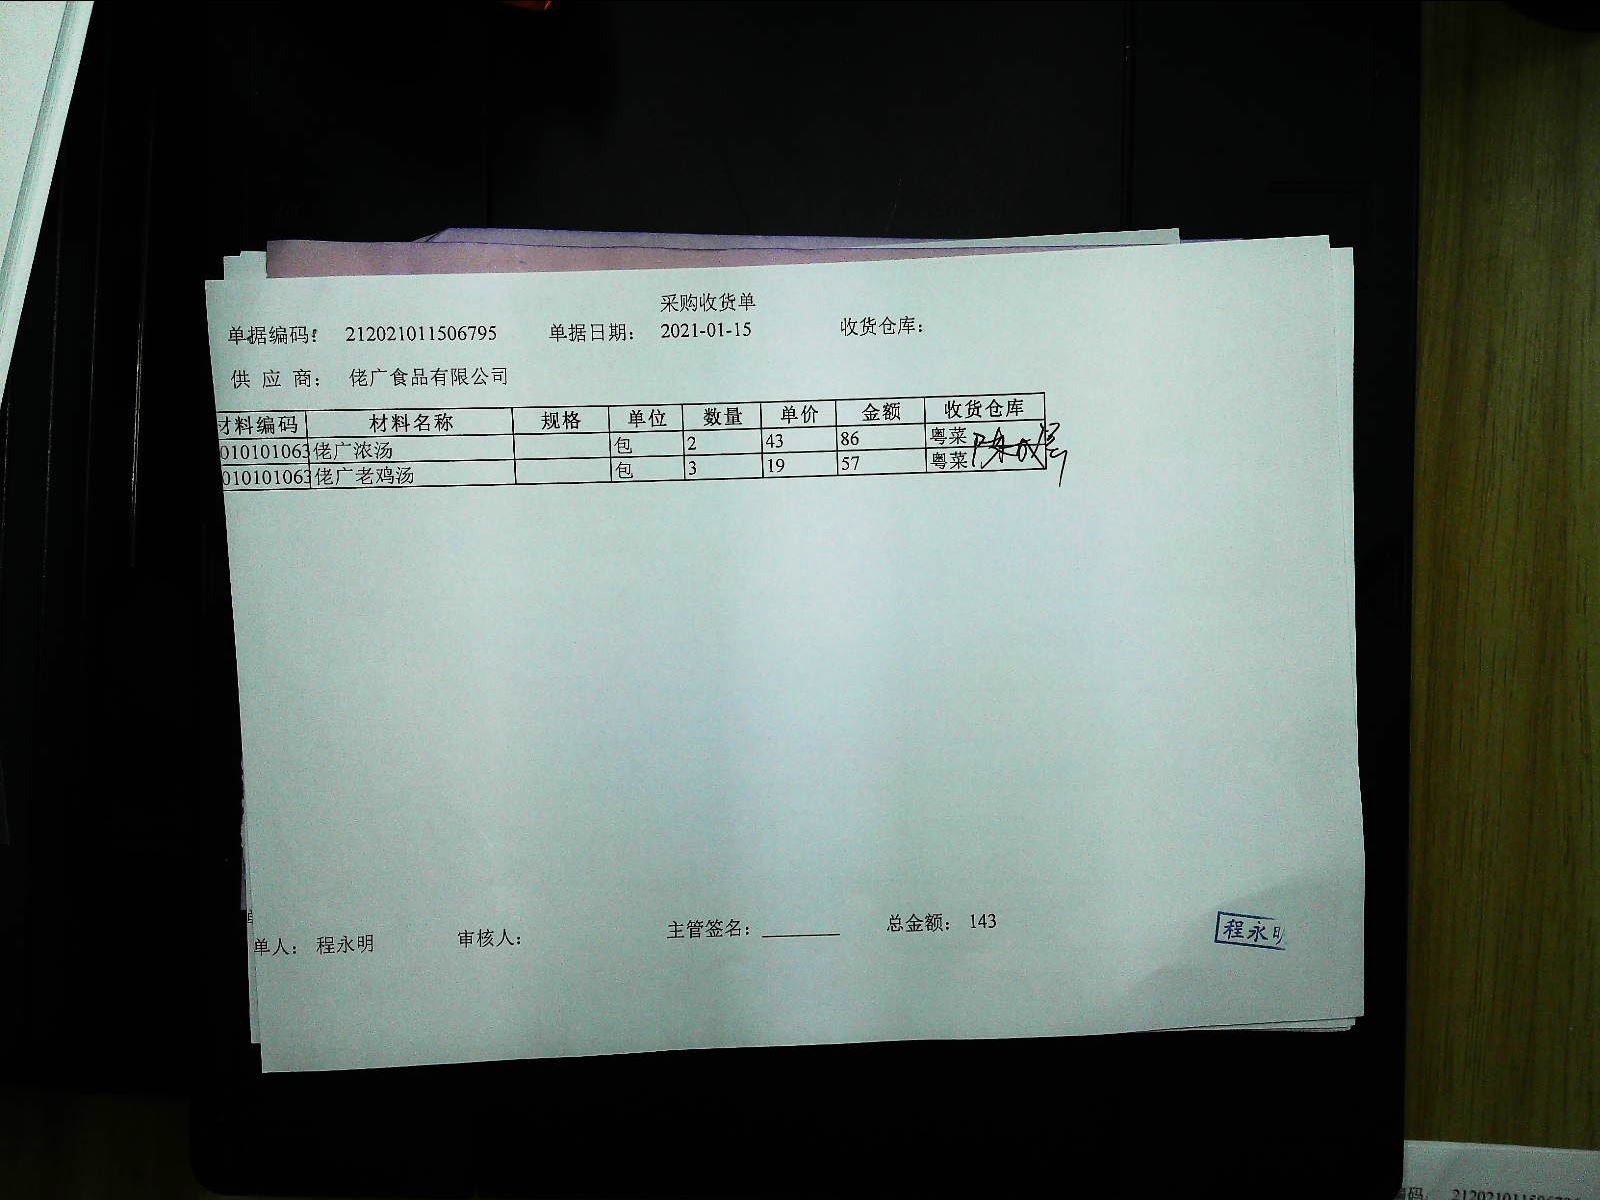 采购收货单
单据编码: 212021011506795 单据日期: 2021-01-15 收货仓库:
供 应 商: 佬广食品有限公司
材料编码 材料名称 规格 单位 数量 单价 金额 收货仓库
010101063 佬广浓汤 包 2 43 86 粤菜
010101063 佬广老鸡汤 包 3 19 57 粤菜
单人: 程永明 审核人: 主管签名: ________ 总金额: 143
程永明